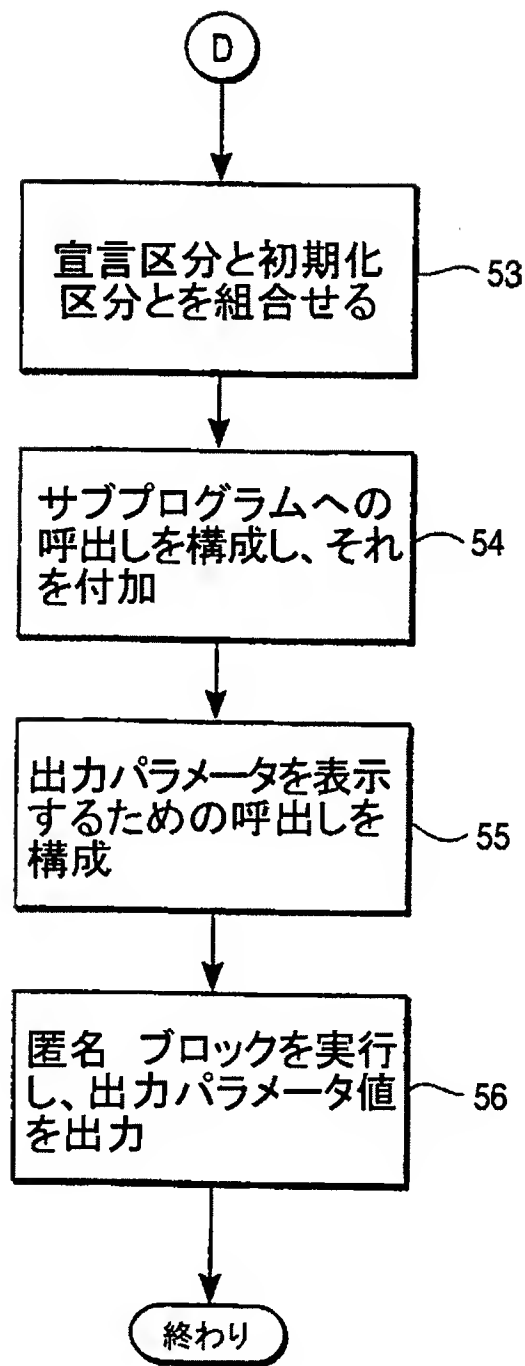 D
宣言区分と初期化
区分とを組合せる
53
サブプログラムへの
呼出しを構成し、それ
を付加
54
出力パラメータを表示
するための呼出しを
構成
55
匿名 ブロックを実行
し、出力パラメータ値
を出力
56
終わり